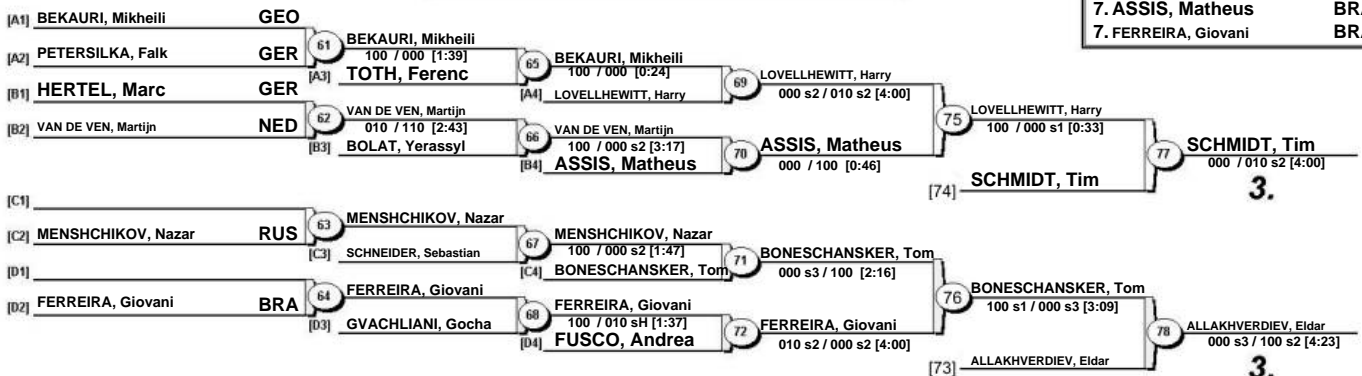 7. ASSIS, Matheus BRA
7. FERREIRA, Giovani BRA
[A1] BEKAURI, Mikheili GEO
[A2] PETERSILKA, Falk GER
61 BEKAURI, Mikheili
100 / 000 [1:39]
[A3] TOTH, Ferenc
65 BEKAURI, Mikheili
100 / 000 [0:24]
[A4] LOVELLHEWITT, Harry
69 LOVELLHEWITT, Harry
000 s2 / 010 s2 [4:00]
[B1] HERTEL, Marc GER
[B2] VAN DE VEN, Martijn NED
62 VAN DE VEN, Martijn
010 / 110 [2:43]
[B3] BOLAT, Yerassyl
66 VAN DE VEN, Martijn
100 / 000 s2 [3:17]
[B4] ASSIS, Matheus
70 ASSIS, Matheus
000 / 100 [0:46]
75 LOVELLHEWITT, Harry
100 / 000 s1 [0:33]
[74] SCHMIDT, Tim
77 SCHMIDT, Tim
000 / 010 s2 [4:00]
3.
[C1]
[C2] MENSHCHIKOV, Nazar RUS
63 MENSHCHIKOV, Nazar
[C3] SCHNEIDER, Sebastian
67 MENSHCHIKOV, Nazar
100 / 000 s2 [1:47]
[C4] BONESCHANSKER, Tom
71 BONESCHANSKER, Tom
000 s3 / 100 [2:16]
[D1]
[D2] FERREIRA, Giovani BRA
64 FERREIRA, Giovani
[D3] GVACHLIANI, Gocha
68 FERREIRA, Giovani
100 / 010 sH [1:37]
[D4] FUSCO, Andrea
72 FERREIRA, Giovani
010 s2 / 000 s2 [4:00]
76 BONESCHANSKER, Tom
100 s1 / 000 s3 [3:09]
[73] ALLAKHVERDIEV, Eldar
78 ALLAKHVERDIEV, Eldar
000 s3 / 100 s2 [4:23]
3.